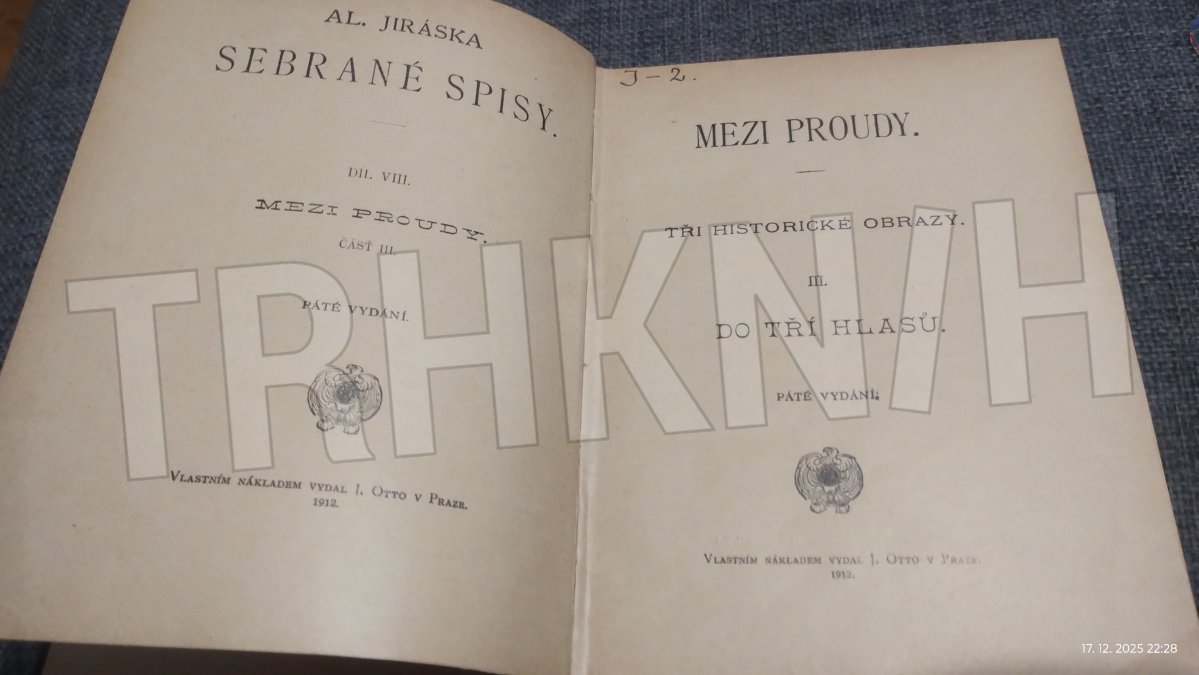 AL. JIRÁSKA
SEBRANÉ SPISY.
DÍL VIII.
MEZI PROUDY.
ČÁSŤ III.
PÁTÉ VYDÁNÍ.
VLASTNÍM NÁKLADEM VYDAL J. OTTO V PRAZE.
1912.
J-2.
MEZI PROUDY.
TŘI HISTORICKÉ OBRAZY.
III.
DO TŘÍ HLASŮ.
PÁTÉ VYDÁNÍ.
VLASTNÍM NÁKLADEM VYDAL J. OTTO V PRAZE.
1912.
TRHKN/H
17. 12. 2025 22:28